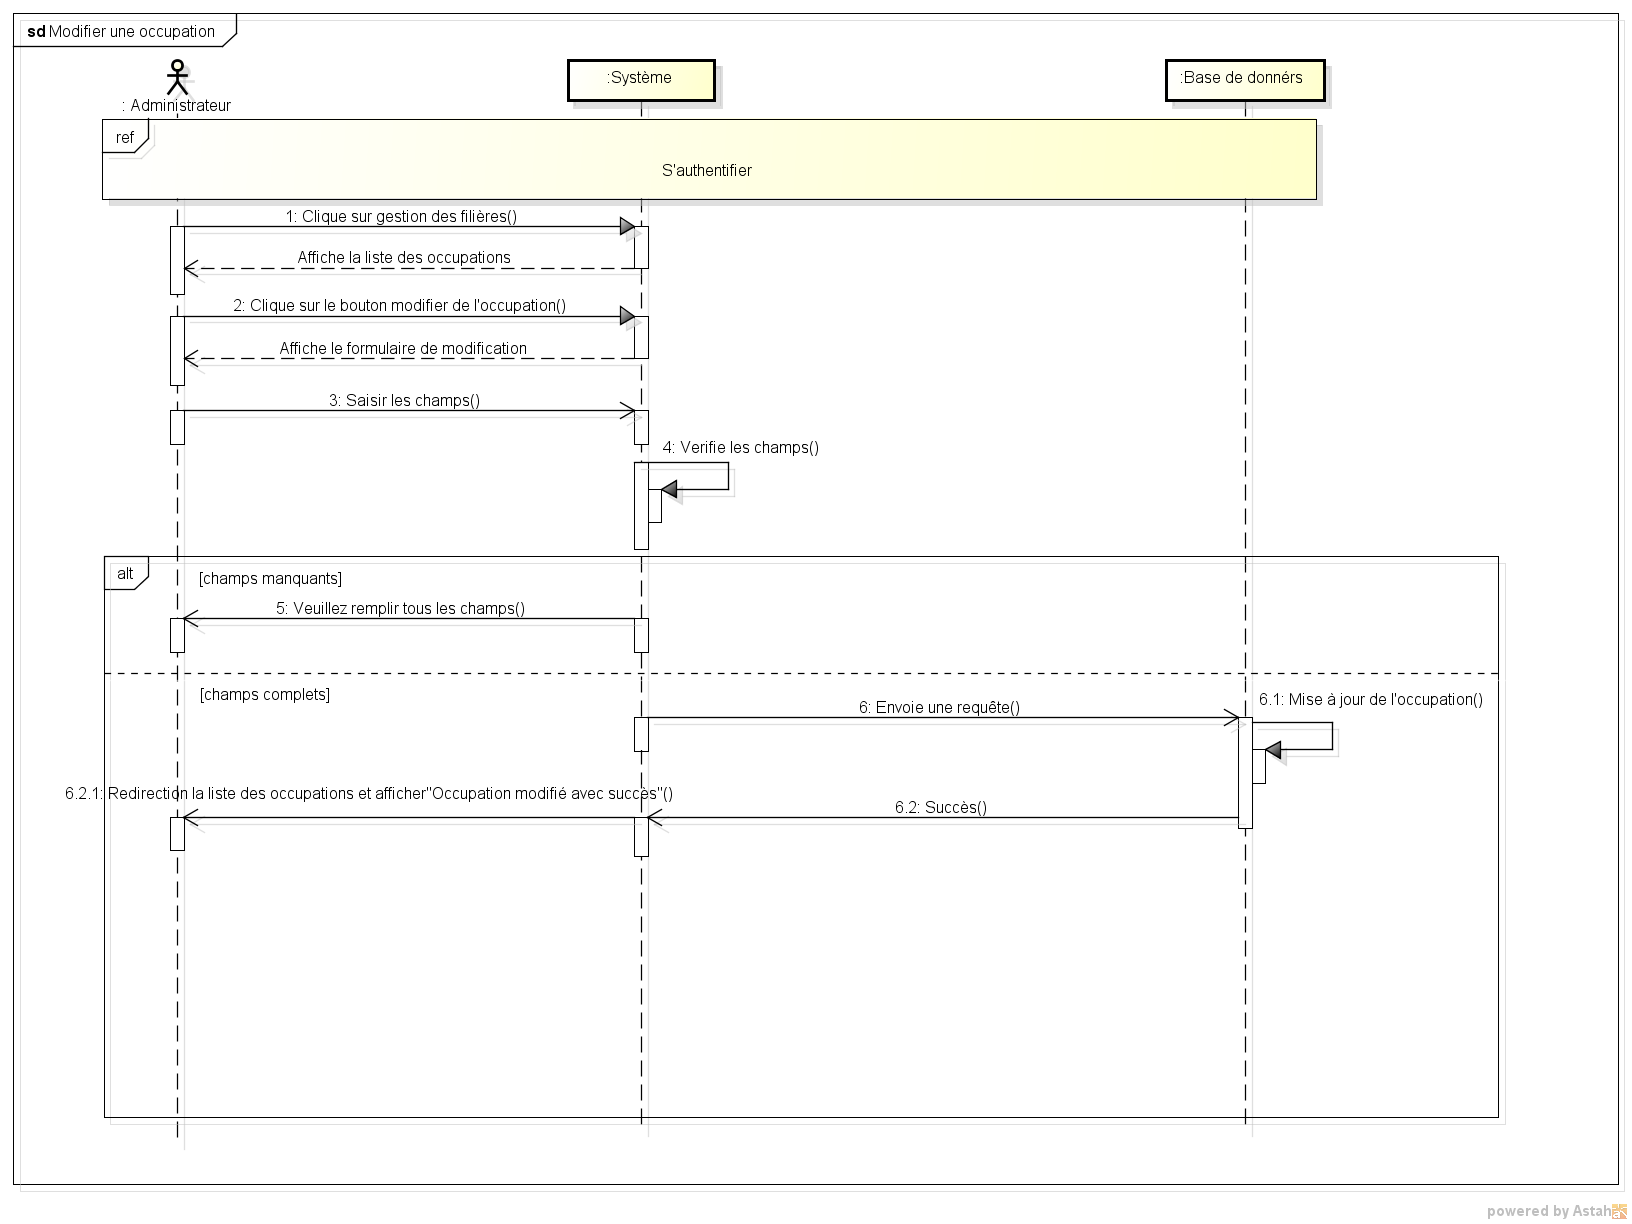 sd Modifier une occupation
: Administrateur
:Système
:Base de donnérs
ref
S'authentifier
1: Clique sur gestion des filières()
Affiche la liste des occupations
2: Clique sur le bouton modifier de l'occupation()
Affiche le formulaire de modification
3: Saisir les champs()
4: Verifie les champs()
alt
[champs manquants]
5: Veuillez remplir tous les champs()
[champs complets]
6: Envoie une requête()
6.1: Mise à jour de l'occupation()
6.2.1: Redirection la liste des occupations et afficher"Occupation modifié avec succès"()
6.2: Succès()
powered by Astah